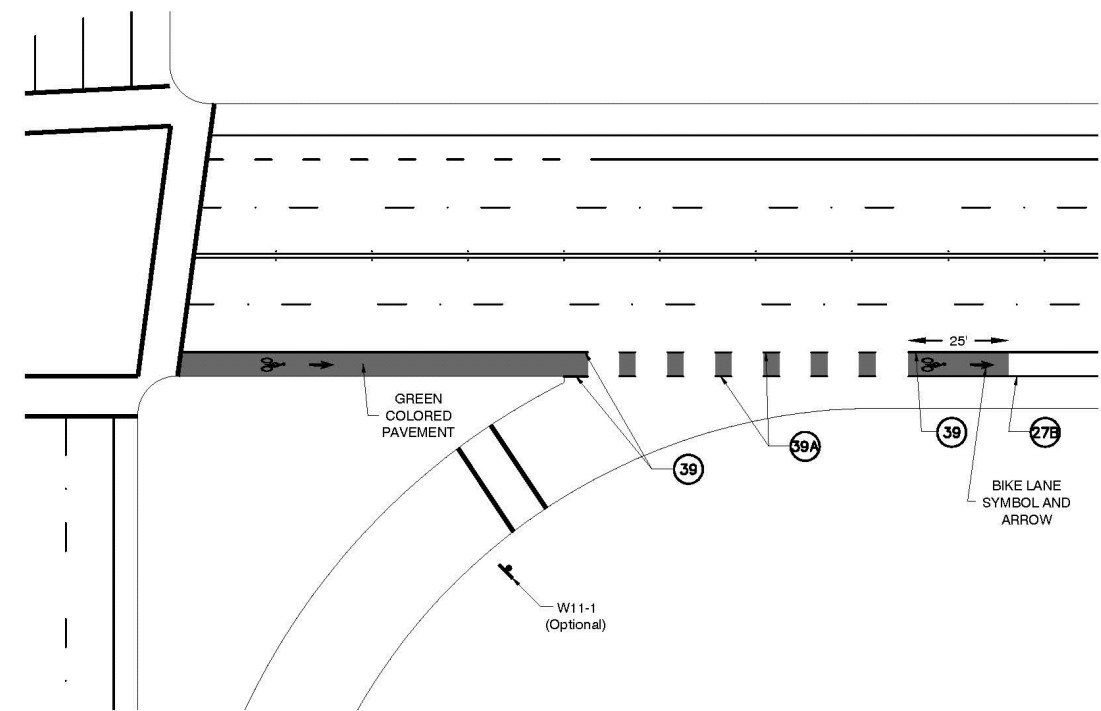 25'
GREEN
COLORED
PAVEMENT
39
39A
39
27B
BIKE LANE
SYMBOL AND
ARROW
W11-1
(Optional)